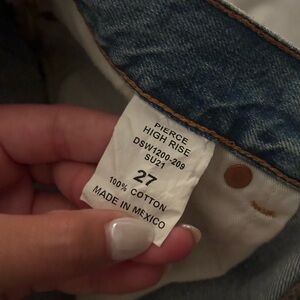 PIERCE
HIGH RISE
DSW1200-209
SU21
27
100% COTTON
MADE IN MEXICO